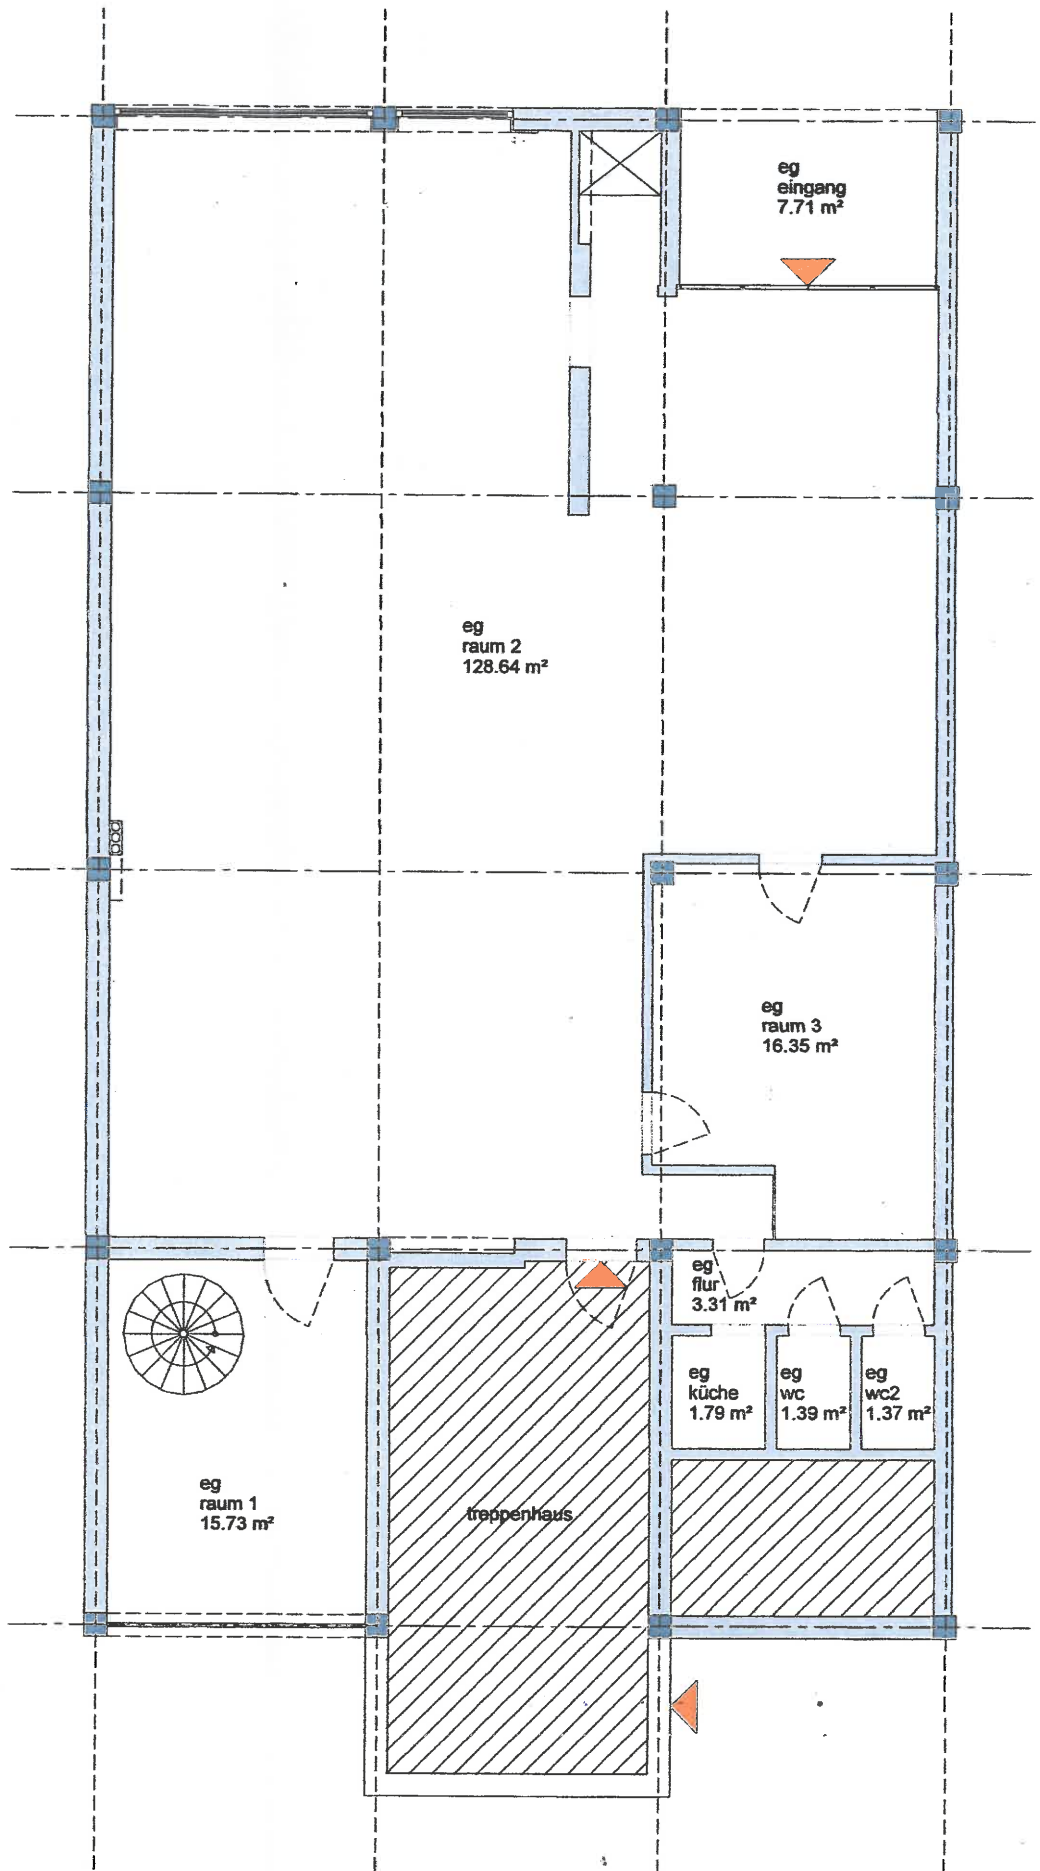 eg
eingang
7.71 m²
eg
raum 2
128.64 m²
eg
raum 3
16.35 m²
eg
flur
3.31 m²
eg
küche
1.79 m²
eg
wc
1.39 m²
eg
wc2
1.37 m²
eg
raum 1
15.73 m²
treppenhaus